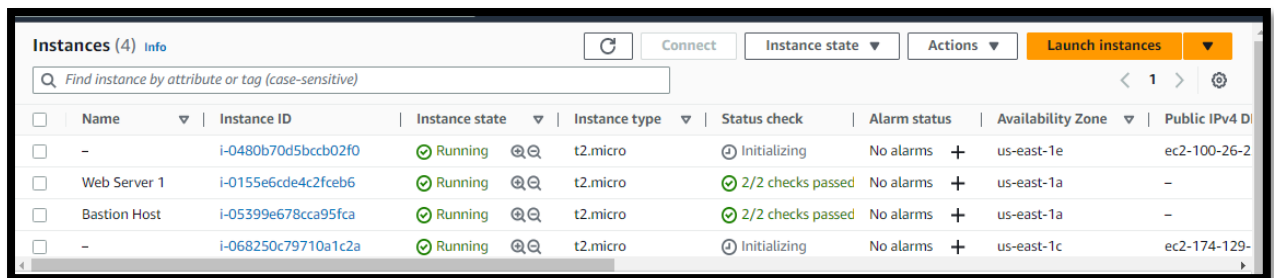 Instances (4) Info Connect Instance state Actions Launch instances
Find instance by attribute or tag (case-sensitive) 1
Name Instance ID Instance state Instance type Status check Alarm status Availability Zone Public IPv4 D
– i-0480b70d5bccb02f0 Running t2.micro Initializing No alarms + us-east-1e ec2-100-26-2
Web Server 1 i-0155e6cde4c2fceb6 Running t2.micro 2/2 checks passed No alarms + us-east-1a –
Bastion Host i-05399e678cca95fca Running t2.micro 2/2 checks passed No alarms + us-east-1a –
– i-068250c79710a1c2a Running t2.micro Initializing No alarms + us-east-1c ec2-174-129-